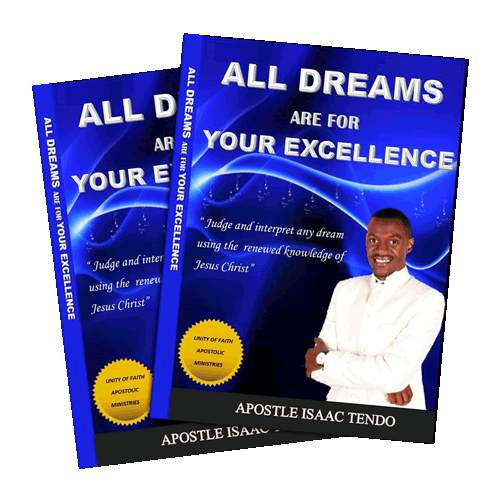 ALL DREAMS
ARE FOR
YOUR EXCELLENCE
“ Judge and interpret any dream
using the renewed knowledge of
Jesus Christ”
UNITY OF FAITH
APOSTOLIC
MINISTRIES
APOSTLE ISAAC TENDO
ALL DREAMS ARE FOR YOUR EXCELLENCE
ALL DREAMS
AR
YOUR E
“ Judge and inter
using the renew
Jesus Christ”
UNITY OF FAITH
APOSTOLIC
MINISTRIES
APOSTLE ISAAC T
ALL DREAMS ARE FOR YOUR EXCELLENCE